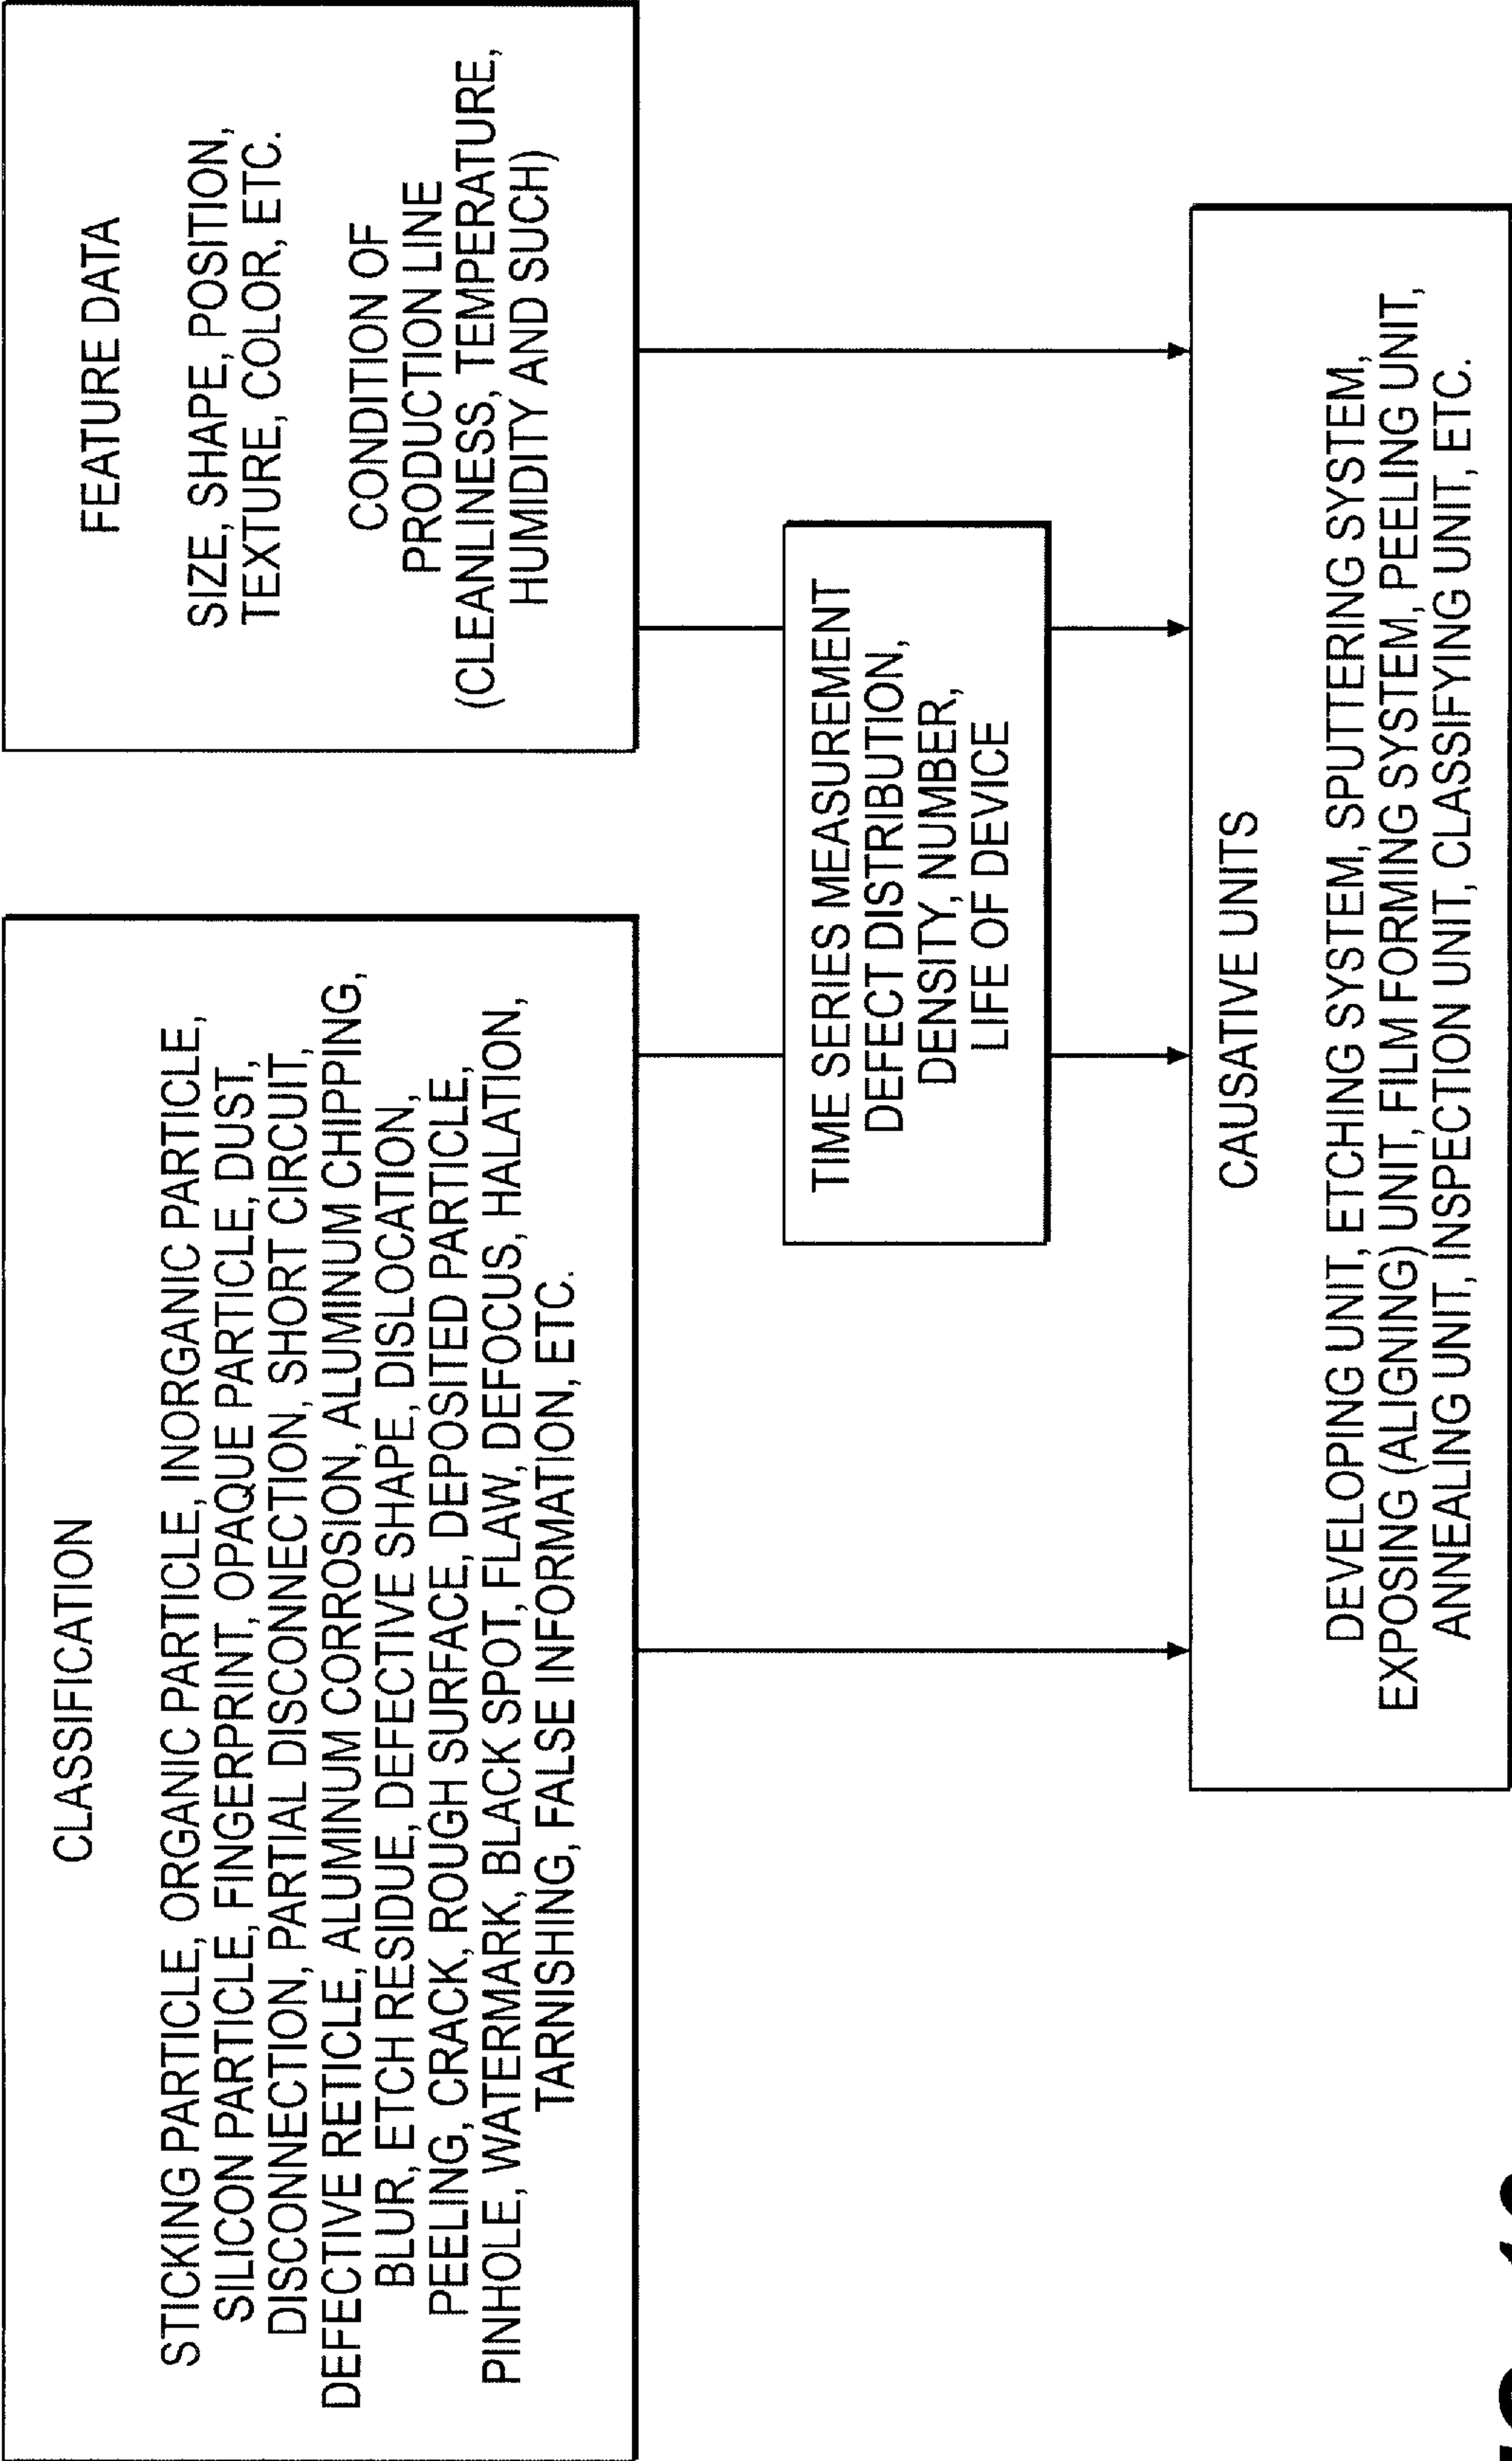 CLASSIFICATION
STICKING PARTICLE, ORGANIC PARTICLE, INORGANIC PARTICLE,
SILICON PARTICLE, FINGERPRINT, OPAQUE PARTICLE, DUST,
DISCONNECTION, PARTIAL DISCONNECTION, SHORT CIRCUIT,
DEFECTIVE RETICLE, ALUMINUM CORROSION, ALUMINUM CHIPPING,
BLUR, ETCH RESIDUE, DEFECTIVE SHAPE, DISLOCATION,
PEELING, CRACK, ROUGH SURFACE, DEPOSITED PARTICLE,
PINHOLE, WATERMARK, BLACK SPOT, FLAW, DEFOCUS, HALATION,
TARNISHING, FALSE INFORMATION, ETC.
FEATURE DATA
SIZE, SHAPE, POSITION,
TEXTURE, COLOR, ETC.
CONDITION OF
PRODUCTION LINE
(CLEANLINESS, TEMPERATURE,
HUMIDITY AND SUCH)
TIME SERIES MEASUREMENT
DEFECT DISTRIBUTION,
DENSITY, NUMBER,
LIFE OF DEVICE
CAUSATIVE UNITS
DEVELOPING UNIT, ETCHING SYSTEM, SPUTTERING SYSTEM,
EXPOSING (ALIGNING) UNIT, FILM FORMING SYSTEM, PEELING UNIT,
ANNEALING UNIT, INSPECTION UNIT, CLASSIFYING UNIT, ETC.